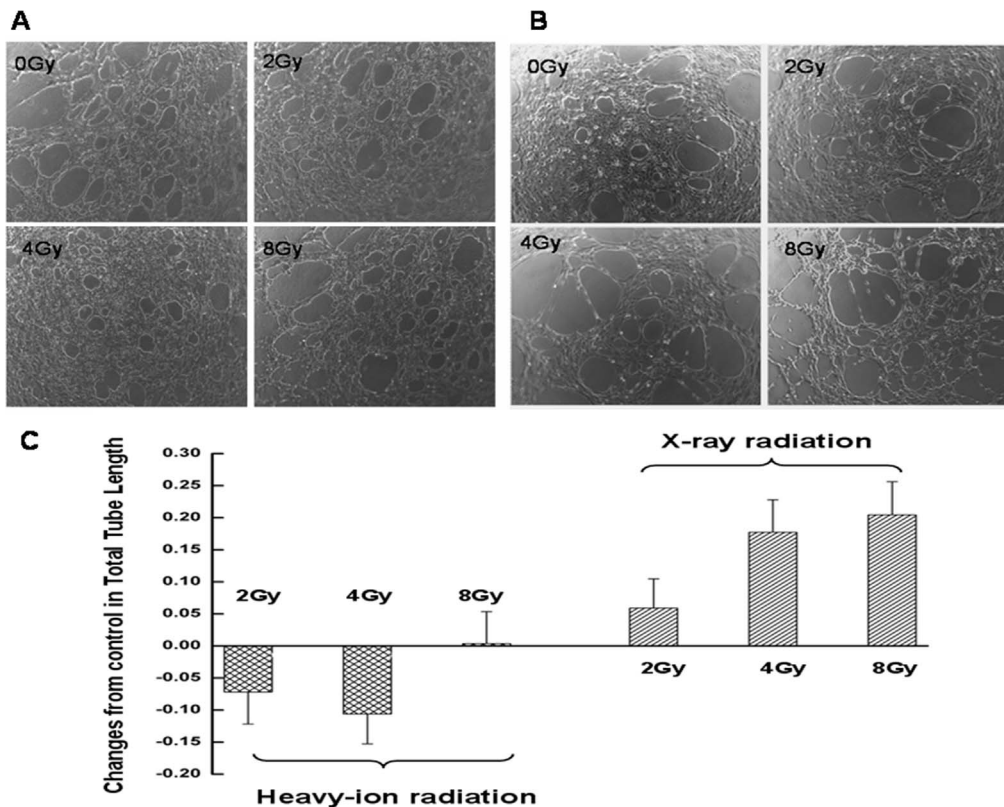 A
B
0Gy
2Gy
0Gy
2Gy
4Gy
8Gy
4Gy
8Gy
C
Changes from control in Total Tube Length
0.30
0.25
0.20
0.15
0.10
0.05
0.00
-0.05
-0.10
-0.15
-0.20
X-ray radiation
2Gy
4Gy
8Gy
2Gy
4Gy
8Gy
Heavy-ion radiation